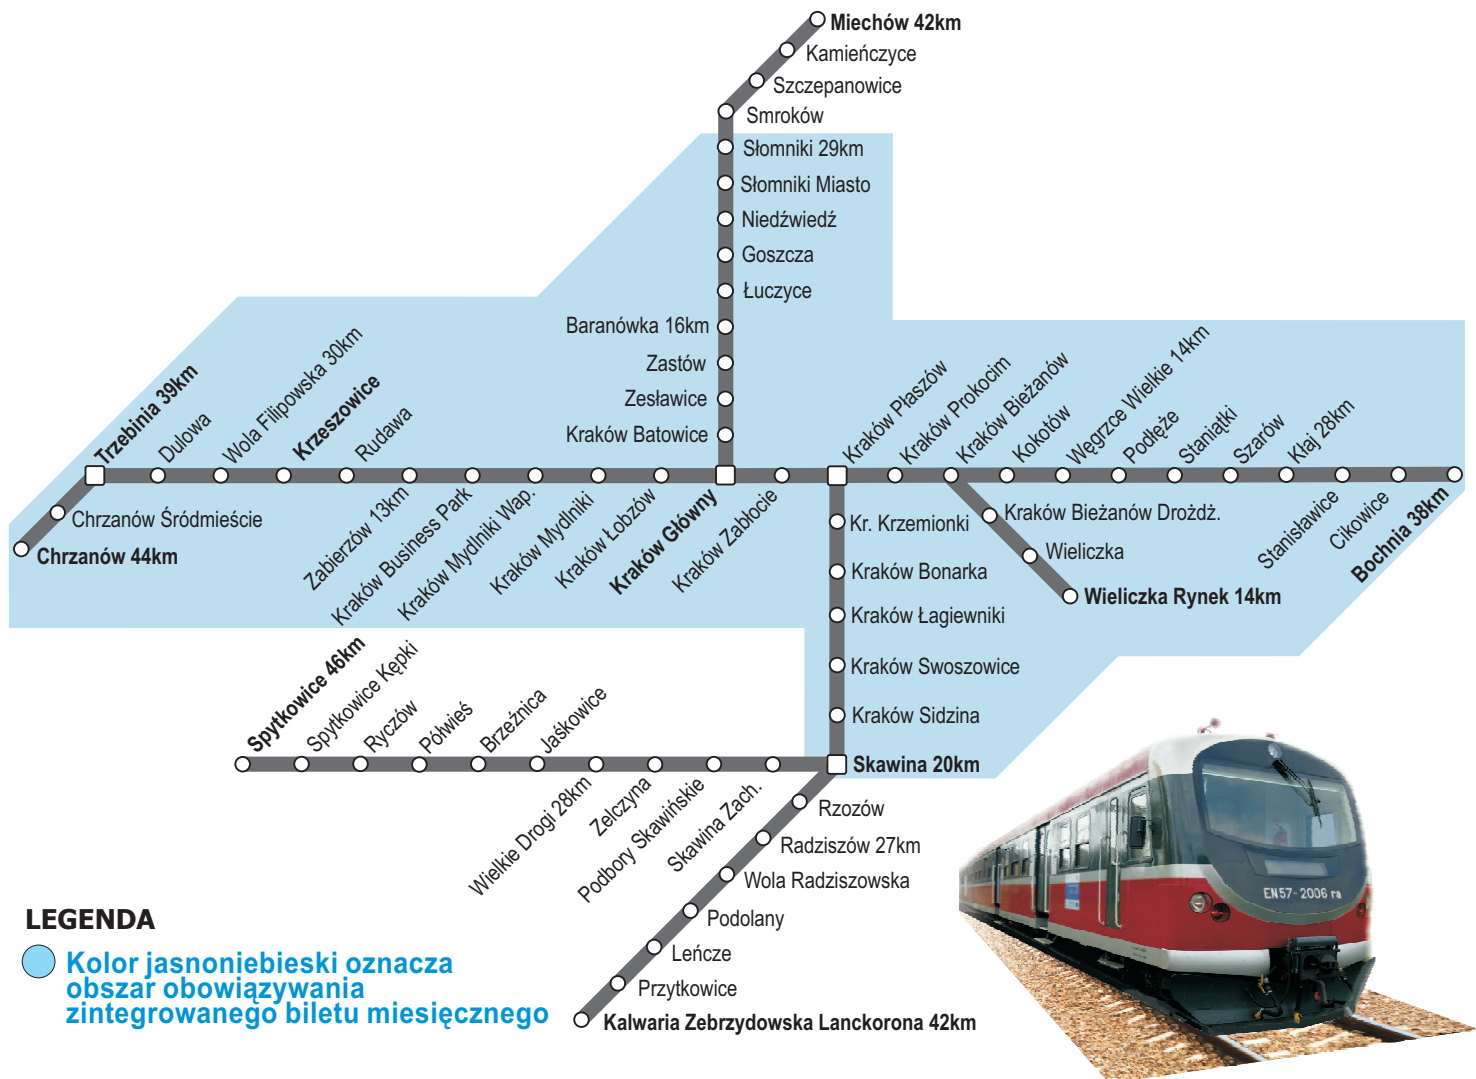 Miechów 42km
Kamieńczyce
Szczepanowice
Smroków
Słomniki 29km
Słomniki Miasto
Niedźwiedź
Goszcza
Łuczyce
Baranówka 16km
Zastów
Zesławice
Kraków Batowice
Trzebinia 39km
Dulowa
Wola Filipowska 30km
Krzeszowice
Rudawa
Kraków Płaszów
Kraków Prokocim
Kraków Bieżanów
Kokotów
Węgrzce Wielkie 14km
Podłęże
Staniątki
Szarów
Kłaj 28km
Chrzanów Śródmieście
Chrzanów 44km
Zabierzów 13km
Kraków Business Park
Kraków Mydlniki Wap.
Kraków Mydlniki
Kraków Łobzów
Kraków Główny
Kraków Zabłocie
Kr. Krzemionki
Kraków Bonarka
Kraków Łagiewniki
Kraków Swoszowice
Kraków Sidzina
Kraków Bieżanów Drożdż.
Wieliczka
Wieliczka Rynek 14km
Stanisławice
Cikowice
Bochnia 38km
Spytkowice 46km
Spytkowice Kępki
Ryczów
Półwieś
Brzeźnica
Jaśkowice
Skawina 20km
Wielkie Drogi 28km
Zelczyna
Podbory Skawińskie
Skawina Zach.
Rzozów
Radziszów 27km
Wola Radziszowska
Podolany
Leńcze
Przytkowice
Kalwaria Zebrzydowska Lanckorona 42km
EN57-2006 ra
LEGENDA
Kolor jasnoniebieski oznacza
obszar obowiązywania
zintegrowanego biletu miesięcznego